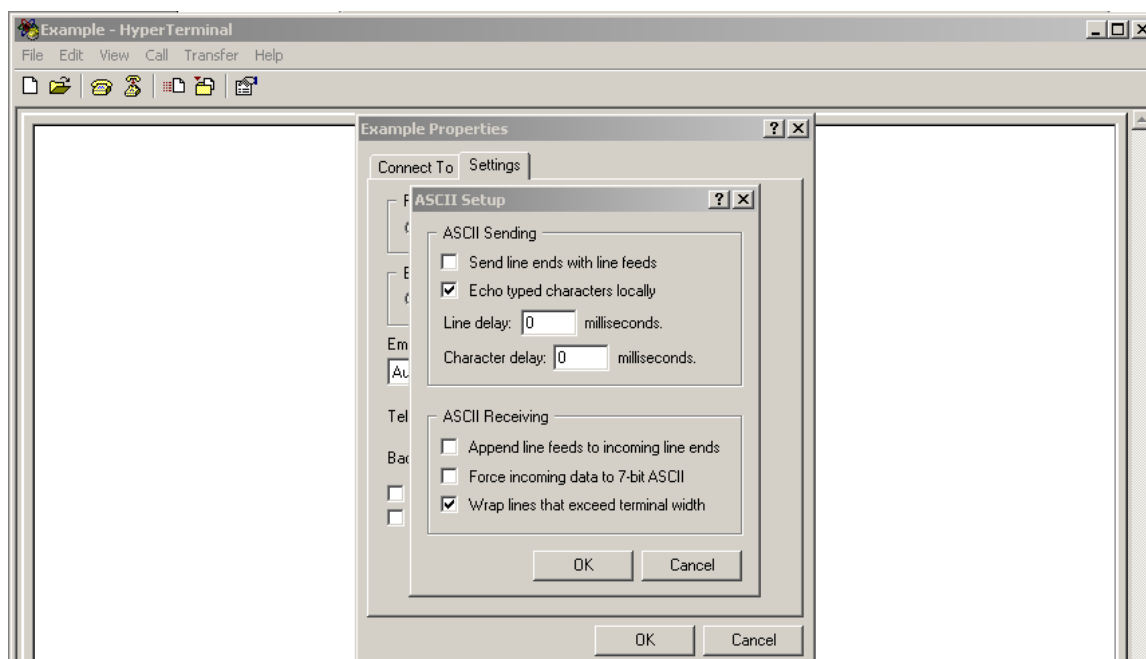 Example - HyperTerminal
File Edit View Call Transfer Help
Example Properties
Connect To Settings
ASCII Setup
ASCII Sending
Send line ends with line feeds
Echo typed characters locally
Line delay: 0 milliseconds.
Character delay: 0 milliseconds.
ASCII Receiving
Append line feeds to incoming line ends
Force incoming data to 7-bit ASCII
Wrap lines that exceed terminal width
OK Cancel
OK Cancel